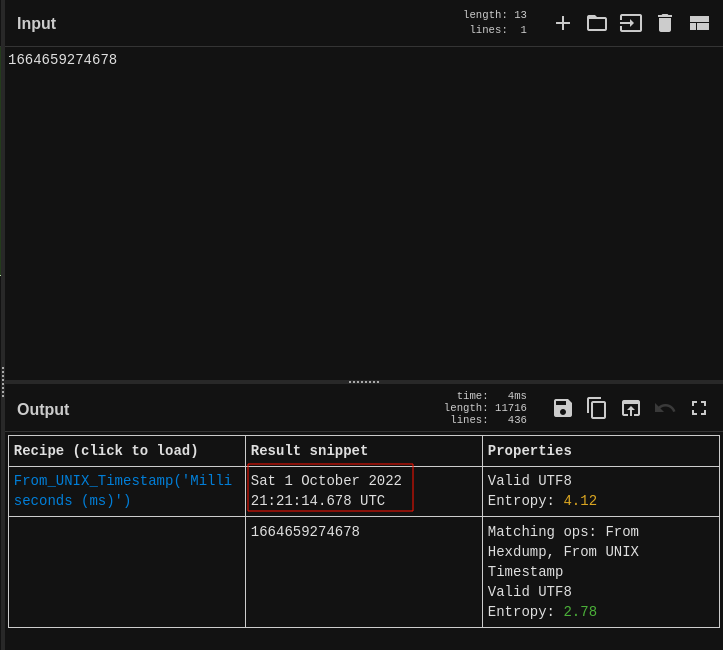 Input
length: 13
lines: 1
1664659274678
Output
time: 4ms
length: 11716
lines: 436
Recipe (click to load) Result snippet Properties
From_UNIX_Timestamp('Milli
seconds (ms)')
Sat 1 October 2022
21:21:14.678 UTC
Valid UTF8
Entropy: 4.12
1664659274678
Matching ops: From
Hexdump, From UNIX
Timestamp
Valid UTF8
Entropy: 2.78